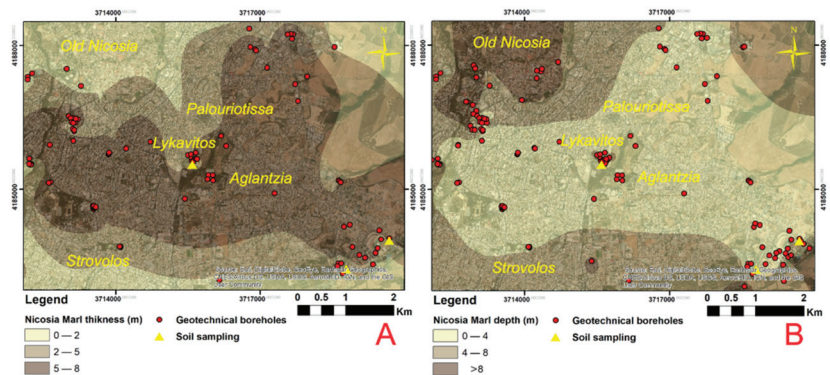 3714000 3717000
4188000
Old Nicosia
Palouriotissa
Lykavitos
Aglantzia
4185000
Strovolos
3714000 3717000
Legend
0 0.5 1 2
Km
Nicosia Marl thikness (m)
Geotechnical boreholes
0 — 2
Soil sampling
2 — 5
5 — 8
A
3714000 3717000
4188000
Old Nicosia
Palouriotissa
Lykavitos
Aglantzia
4185000
Strovolos
3714000 3717000
Legend
0 0.5 1 2
Km
Nicosia Marl depth (m)
Geotechnical boreholes
0 — 4
Soil sampling
4 — 8
>8
B